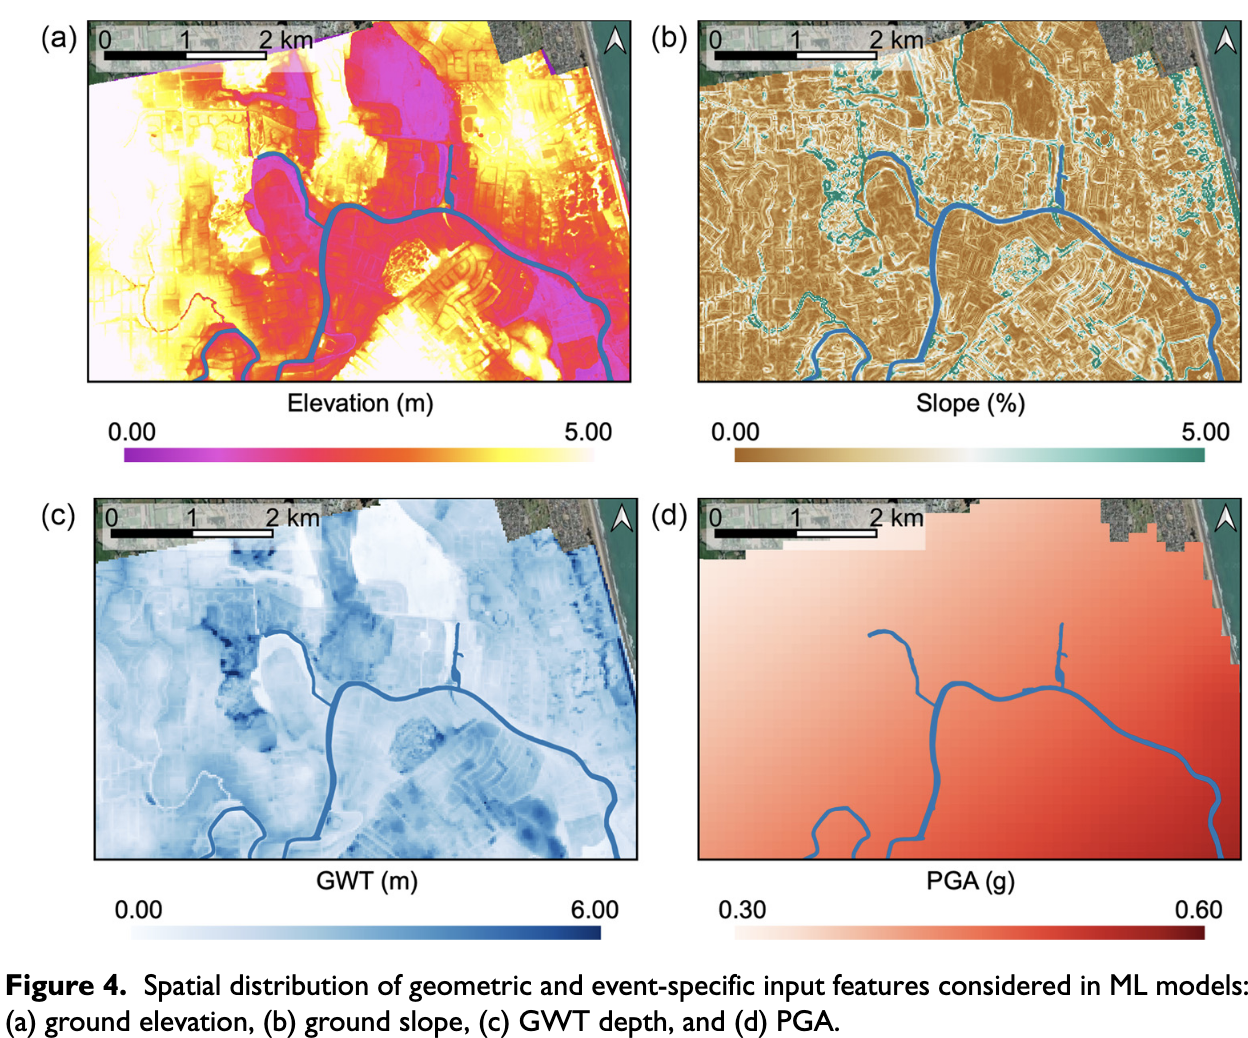 (a)
0 1 2 km
Elevation (m)
0.00 5.00
(b)
0 1 2 km
Slope (%)
0.00 5.00
(c)
0 1 2 km
GWT (m)
0.00 6.00
(d)
0 1 2 km
PGA (g)
0.30 0.60
Figure 4. Spatial distribution of geometric and event-specific input features considered in ML models:
(a) ground elevation, (b) ground slope, (c) GWT depth, and (d) PGA.